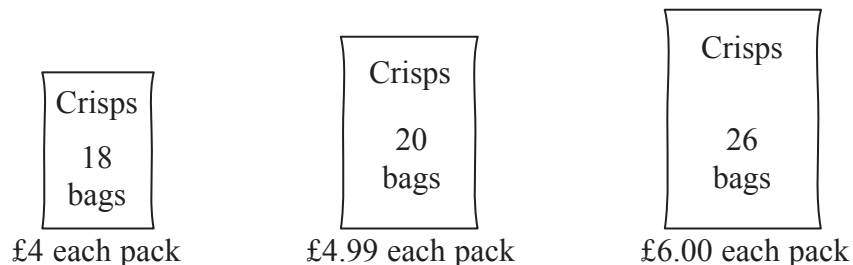 Crisps
18
bags
£4 each pack
Crisps
20
bags
£4.99 each pack
Crisps
26
bags
£6.00 each pack